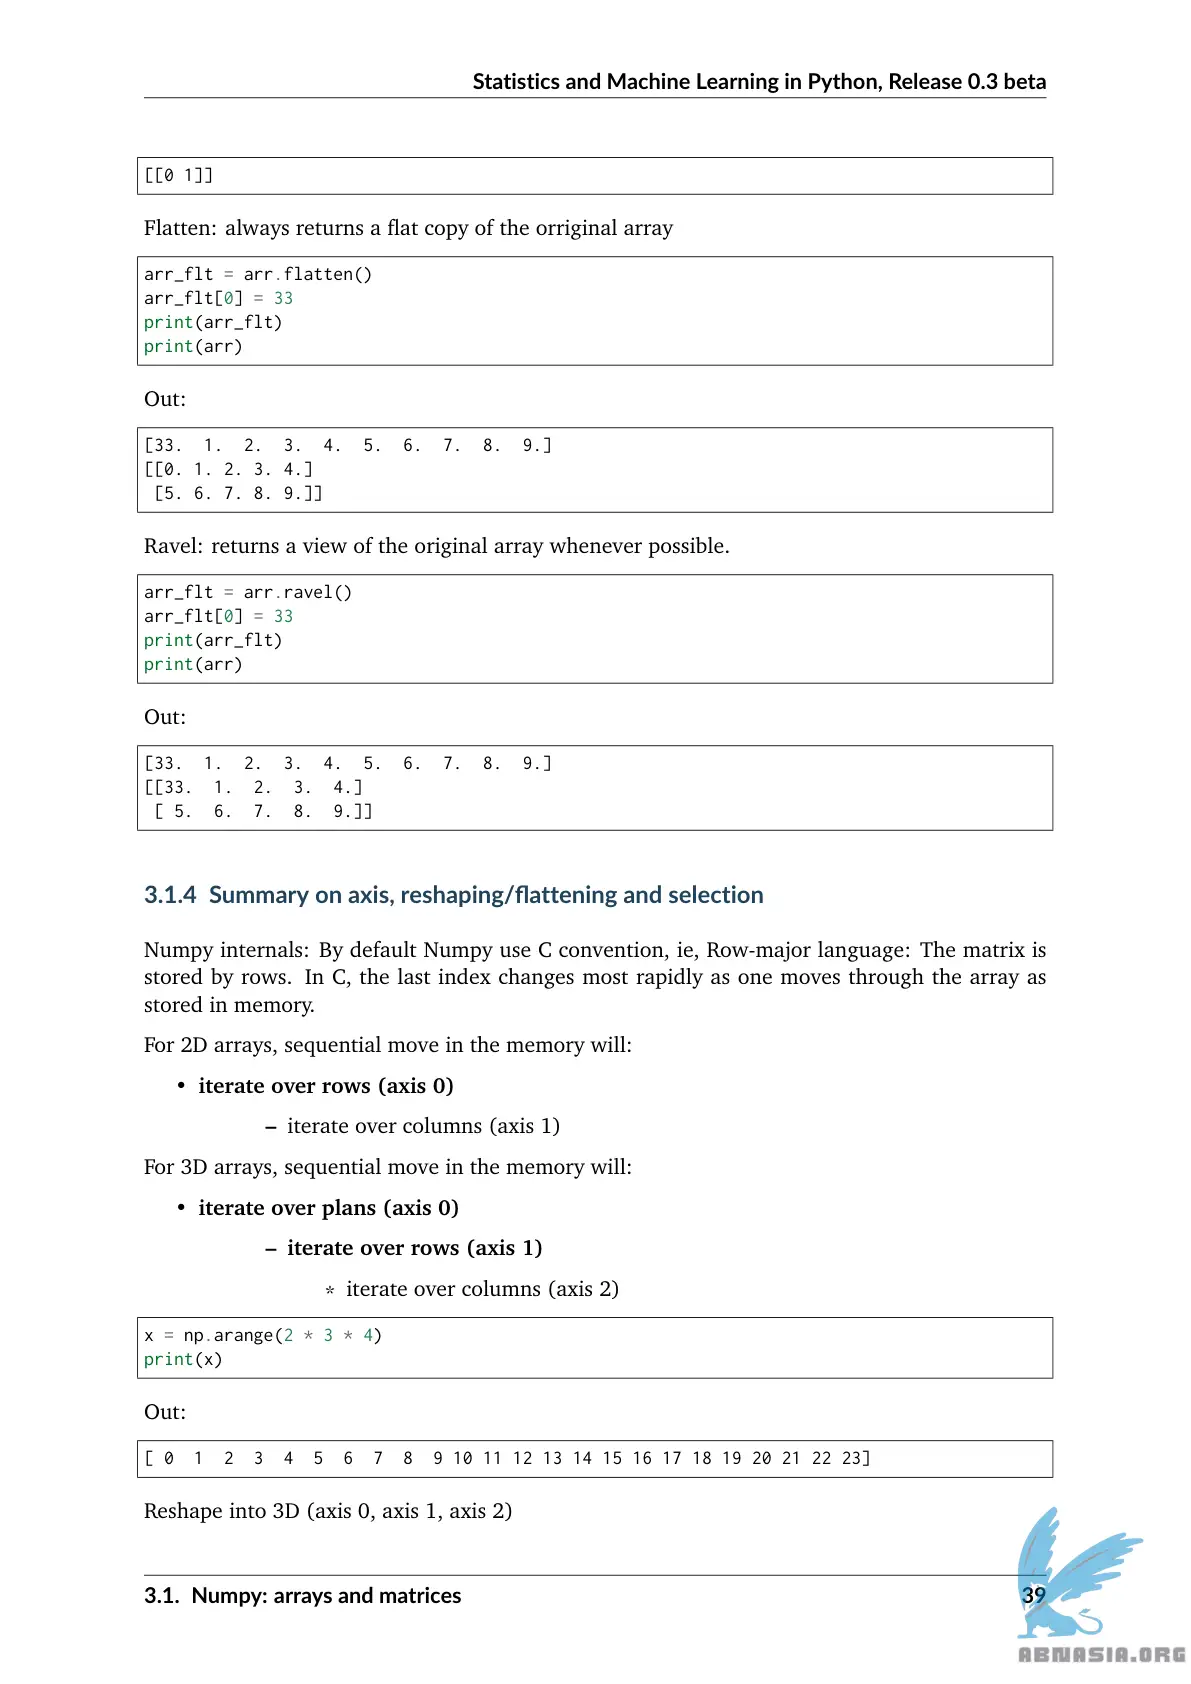 Statistics and Machine Learning in Python, Release 0.3 beta
[[0 1]]
Flatten: always returns a flat copy of the orriginal array
arr_flt = arr.flatten()
arr_flt[0] = 33
print(arr_flt)
print(arr)
Out:
[33.  1.  2.  3.  4.  5.  6.  7.  8.  9.]
[[0. 1. 2. 3. 4.]
 [5. 6. 7. 8. 9.]]
Ravel: returns a view of the original array whenever possible.
arr_flt = arr.ravel()
arr_flt[0] = 33
print(arr_flt)
print(arr)
Out:
[33.  1.  2.  3.  4.  5.  6.  7.  8.  9.]
[[33.  1.  2.  3.  4.]
 [ 5.  6.  7.  8.  9.]]
3.1.4 Summary on axis, reshaping/flattening and selection
Numpy internals: By default Numpy use C convention, ie, Row-major language: The matrix is
stored by rows. In C, the last index changes most rapidly as one moves through the array as
stored in memory.
For 2D arrays, sequential move in the memory will:
• iterate over rows (axis 0)
– iterate over columns (axis 1)
For 3D arrays, sequential move in the memory will:
• iterate over plans (axis 0)
– iterate over rows (axis 1)
* iterate over columns (axis 2)
x = np.arange(2 * 3 * 4)
print(x)
Out:
[ 0  1  2  3  4  5  6  7  8  9 10 11 12 13 14 15 16 17 18 19 20 21 22 23]
Reshape into 3D (axis 0, axis 1, axis 2)
3.1. Numpy: arrays and matrices 39
ABNASIA.ORG